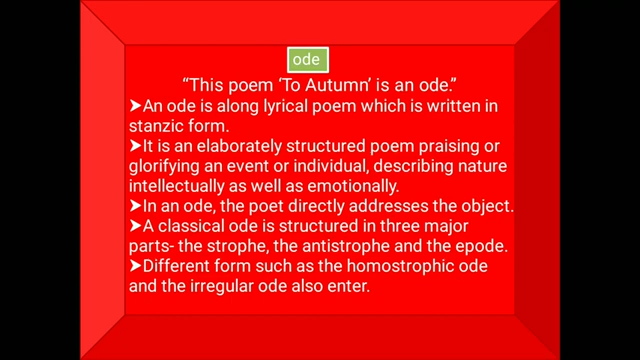 ode
“This poem ‘To Autumn’ is an ode.”
➤An ode is along lyrical poem which is written in
stanzic form.
➤It is an elaborately structured poem praising or
glorifying an event or individual, describing nature
intellectually as well as emotionally.
➤In an ode, the poet directly addresses the object.
➤A classical ode is structured in three major
parts- the strophe, the antistrophe and the epode.
➤Different form such as the homostrophic ode
and the irregular ode also enter.